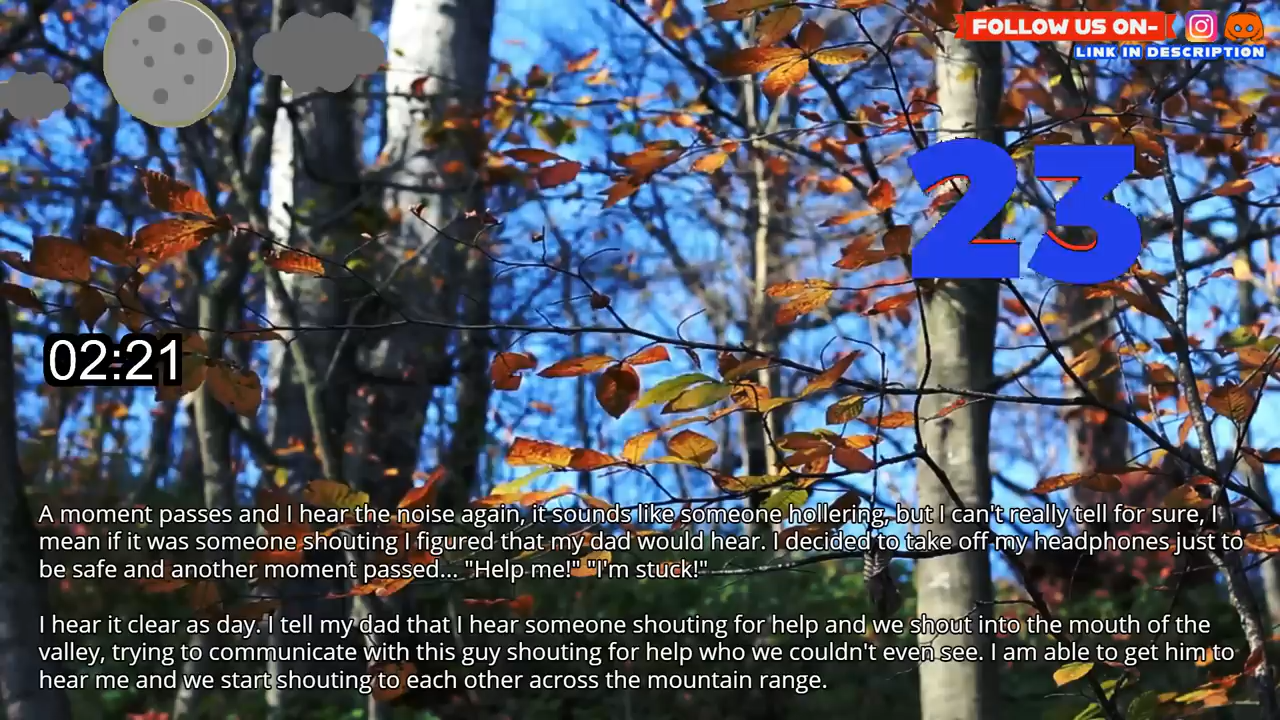 FOLLOW US ON-
LINK IN DESCRIPTION
23
02:21
A moment passes and I hear the noise again, it sounds like someone hollering, but I can't really tell for sure, I
mean if it was someone shouting I figured that my dad would hear. I decided to take off my headphones just to
be safe and another moment passed... "Help me!" "I'm stuck!"
I hear it clear as day. I tell my dad that I hear someone shouting for help and we shout into the mouth of the
valley, trying to communicate with this guy shouting for help who we couldn't even see. I am able to get him to
hear me and we start shouting to each other across the mountain range.